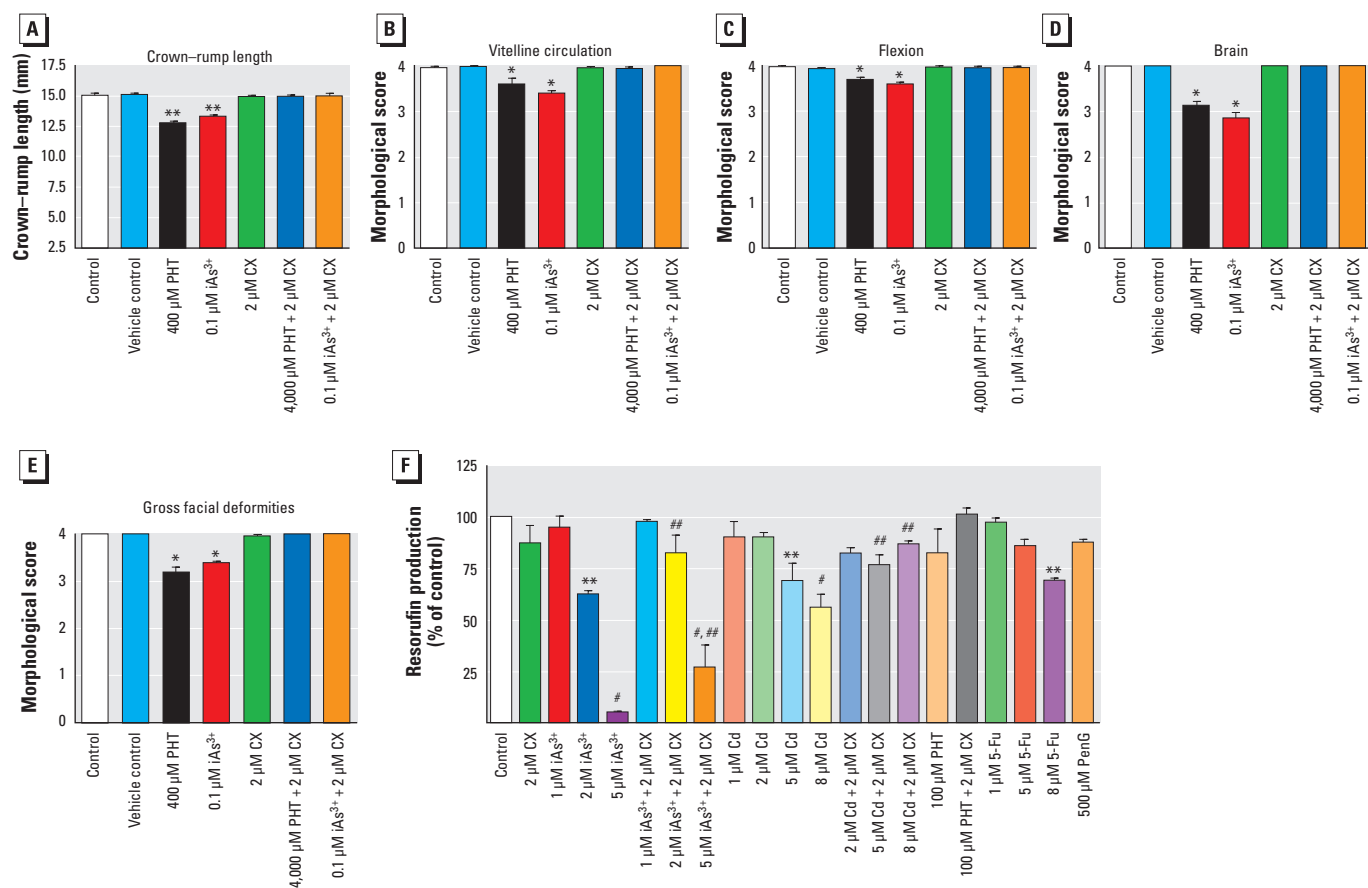 A
Crown–rump length
Crown–rump length (mm)
17.5
15.0
12.5
10.0
7.5
5.0
2.5
** **
Control
Vehicle control
400 µM PHT
0.1 µM iAs³⁺
2 µM CX
4,000 µM PHT + 2 µM CX
0.1 µM iAs³⁺ + 2 µM CX
B
Vitelline circulation
Morphological score
4
3
2
1
0
* *
Control
Vehicle control
400 µM PHT
0.1 µM iAs³⁺
2 µM CX
4,000 µM PHT + 2 µM CX
0.1 µM iAs³⁺ + 2 µM CX
C
Flexion
Morphological score
4
3
2
1
0
* *
Control
Vehicle control
400 µM PHT
0.1 µM iAs³⁺
2 µM CX
4,000 µM PHT + 2 µM CX
0.1 µM iAs³⁺ + 2 µM CX
D
Brain
Morphological score
4
3
2
1
0
* *
Control
Vehicle control
400 µM PHT
0.1 µM iAs³⁺
2 µM CX
4,000 µM PHT + 2 µM CX
0.1 µM iAs³⁺ + 2 µM CX
E
Gross facial deformities
Morphological score
4
3
2
1
0
* *
Control
Vehicle control
400 µM PHT
0.1 µM iAs³⁺
2 µM CX
4,000 µM PHT + 2 µM CX
0.1 µM iAs³⁺ + 2 µM CX
F
Resorufin production
(% of control)
125
100
75
50
25
** # ## #, ## ** # ## ## **
Control
2 µM CX
1 µM iAs³⁺
2 µM iAs³⁺
5 µM iAs³⁺
1 µM iAs³⁺ + 2 µM CX
2 µM iAs³⁺ + 2 µM CX
5 µM iAs³⁺ + 2 µM CX
1 µM Cd
2 µM Cd
5 µM Cd
8 µM Cd
2 µM Cd + 2 µM CX
5 µM Cd + 2 µM CX
8 µM Cd + 2 µM CX
100 µM PHT
100 µM PHT + 2 µM CX
1 µM 5-Fu
5 µM 5-Fu
8 µM 5-Fu
500 µM PenG